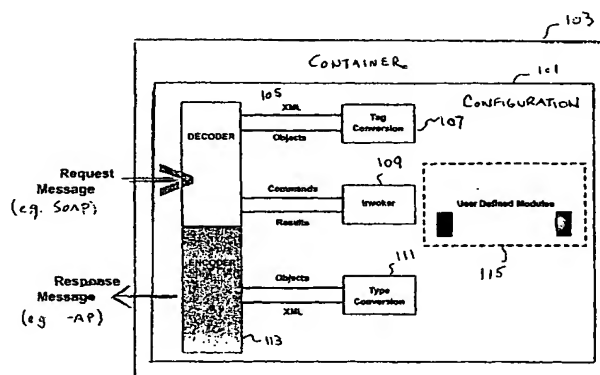 103
CONTAINER
101
CONFIGURATION
105
XML
Tag
Conversion
107
Objects
DECODER
Request
Message
(e.g. SOAP)
109
Commands
Invoker
Results
User Defined Modules
115
ENCODER
Response
Message
(eg
111
Objects
Type
Conversion
XML
113